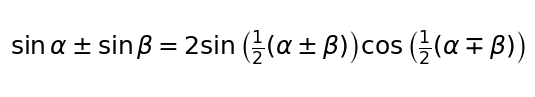 sin α ± sin β = 2sin (½(α ± β))cos (½(α ∓ β))